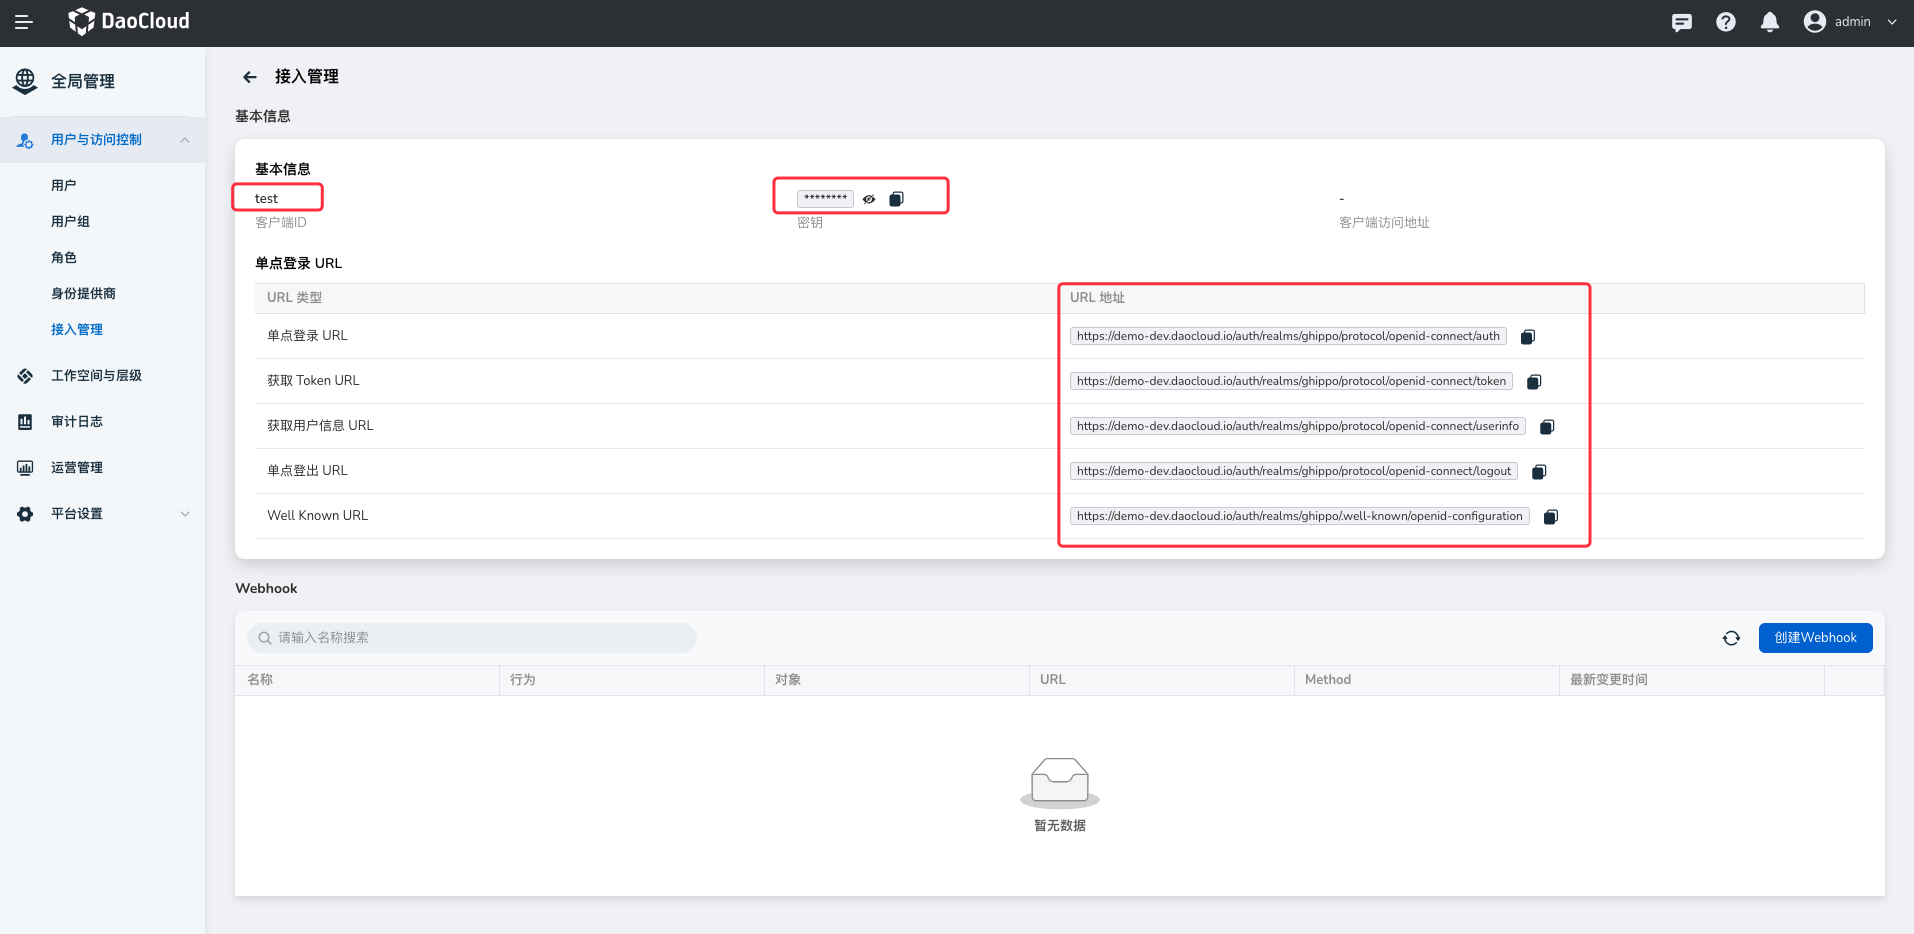 DaoCloud
admin
全局管理
用户与访问控制
用户
用户组
角色
身份提供商
接入管理
工作空间与层级
审计日志
运营管理
平台设置
接入管理
基本信息
基本信息
test
********
-
客户端ID
密钥
客户端访问地址
单点登录 URL
URL 类型
URL 地址
单点登录 URL
https://demo-dev.daocloud.io/auth/realms/ghippo/protocol/openid-connect/auth
获取 Token URL
https://demo-dev.daocloud.io/auth/realms/ghippo/protocol/openid-connect/token
获取用户信息 URL
https://demo-dev.daocloud.io/auth/realms/ghippo/protocol/openid-connect/userinfo
单点登出 URL
https://demo-dev.daocloud.io/auth/realms/ghippo/protocol/openid-connect/logout
Well Known URL
https://demo-dev.daocloud.io/auth/realms/ghippo/.well-known/openid-configuration
Webhook
请输入名称搜索
创建Webhook
名称
行为
对象
URL
Method
最新变更时间
暂无数据